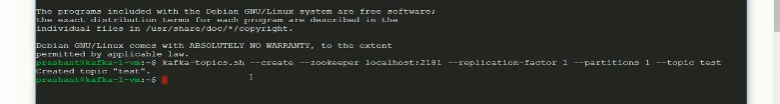 The programs included with the Debian GNU/Linux system are free software;
the exact distribution terms for each program are described in the
individual files in /usr/share/doc/*/copyright.
Debian GNU/Linux comes with ABSOLUTELY NO WARRANTY, to the extent
permitted by applicable law.
prashant@kafka-1-vm:~$ kafka-topics.sh --create --zookeeper localhost:2181 --replication-factor 1 --partitions 1 --topic test
Created topic "test".
prashant@kafka-1-vm:~$